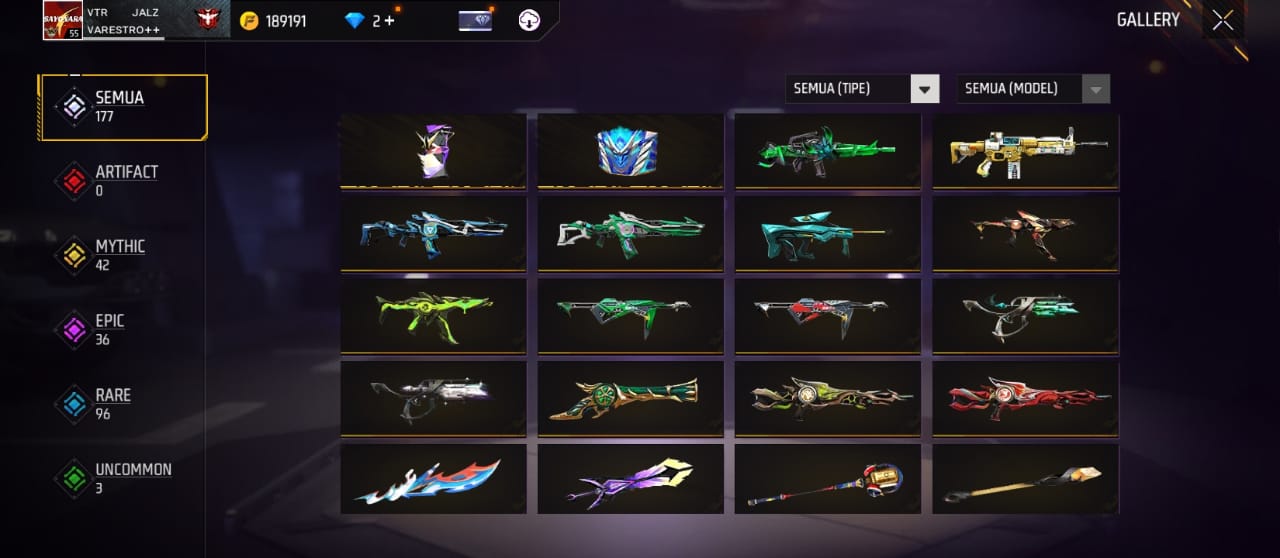 VTR JALZ
SAYONARA
VARESTRO++
55
F 189191
2 +
GALLERY
SEMUA
177
SEMUA (TIPE)
SEMUA (MODEL)
ARTIFACT
0
MYTHIC
42
EPIC
36
RARE
96
UNCOMMON
3